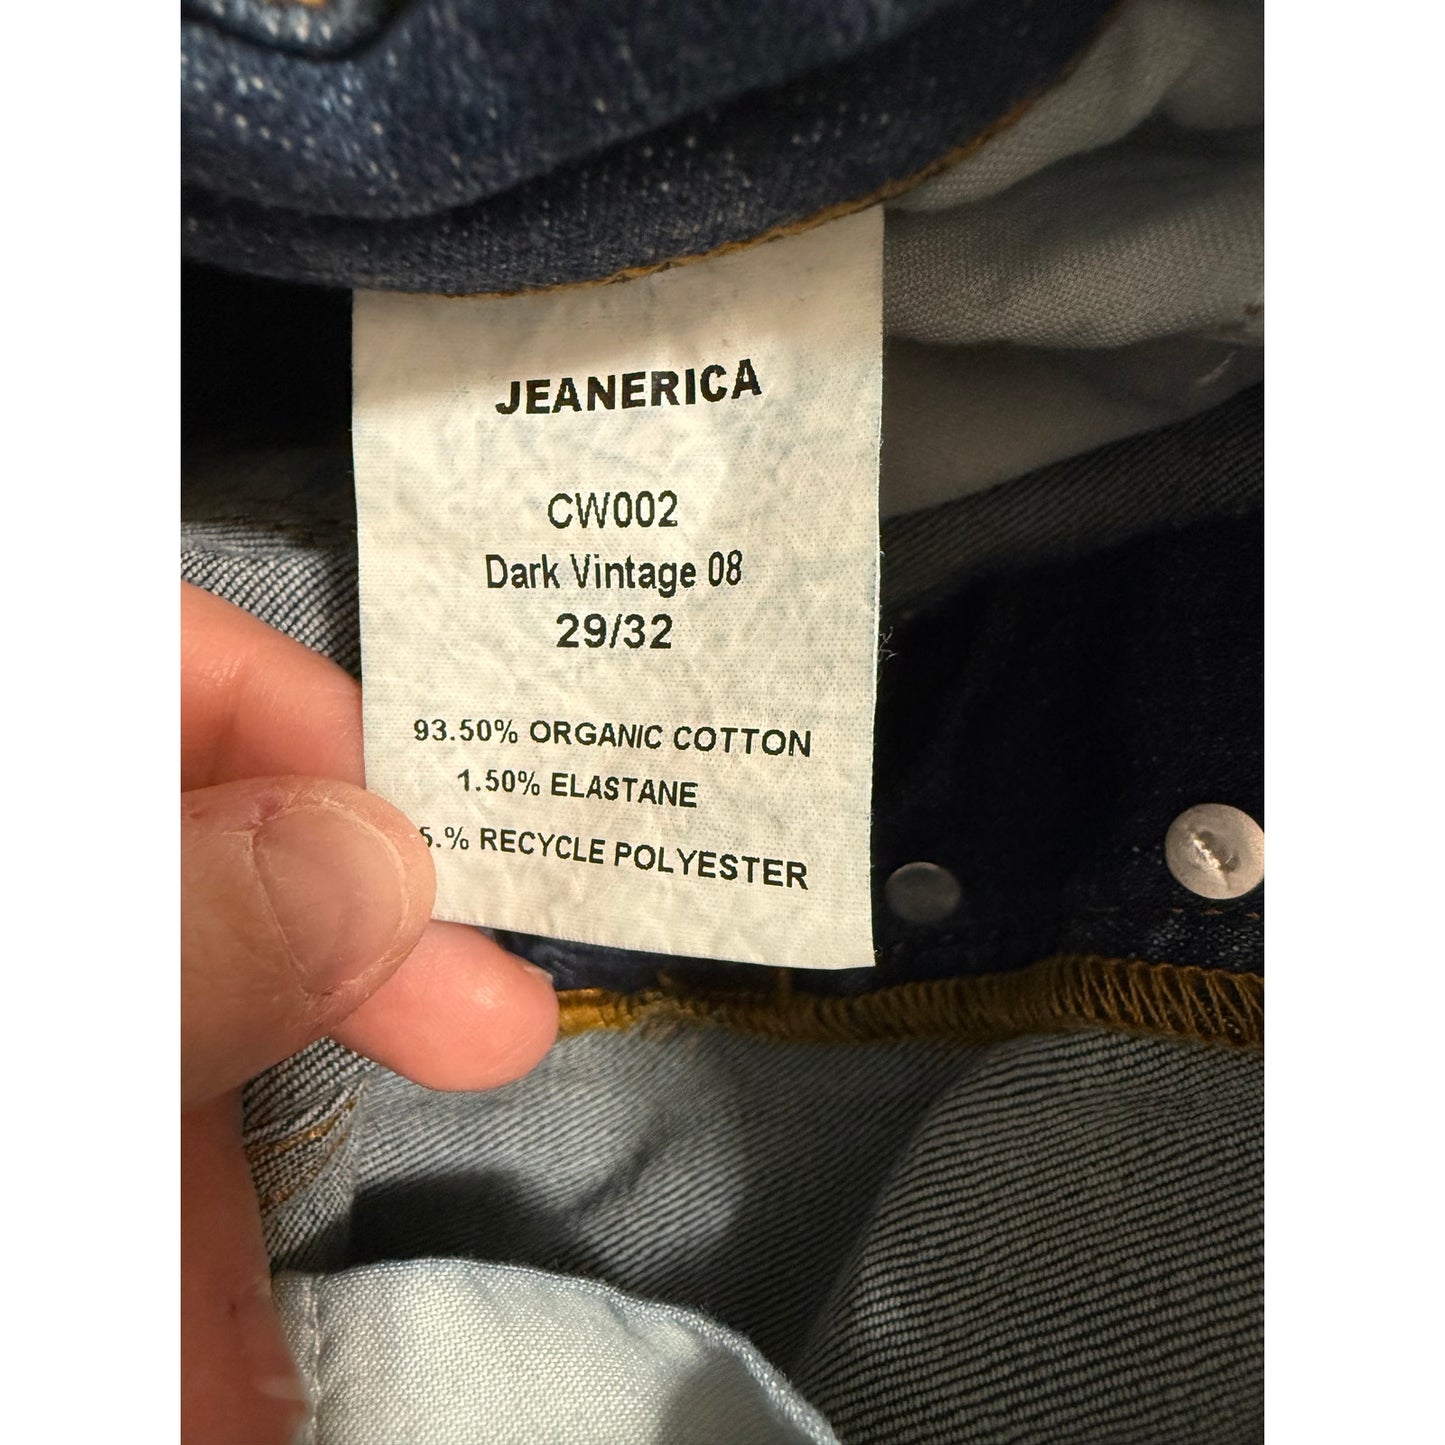 JEANERICA
CW002
Dark Vintage 08
29/32
93.50% ORGANIC COTTON
1.50% ELASTANE
5.% RECYCLE POLYESTER